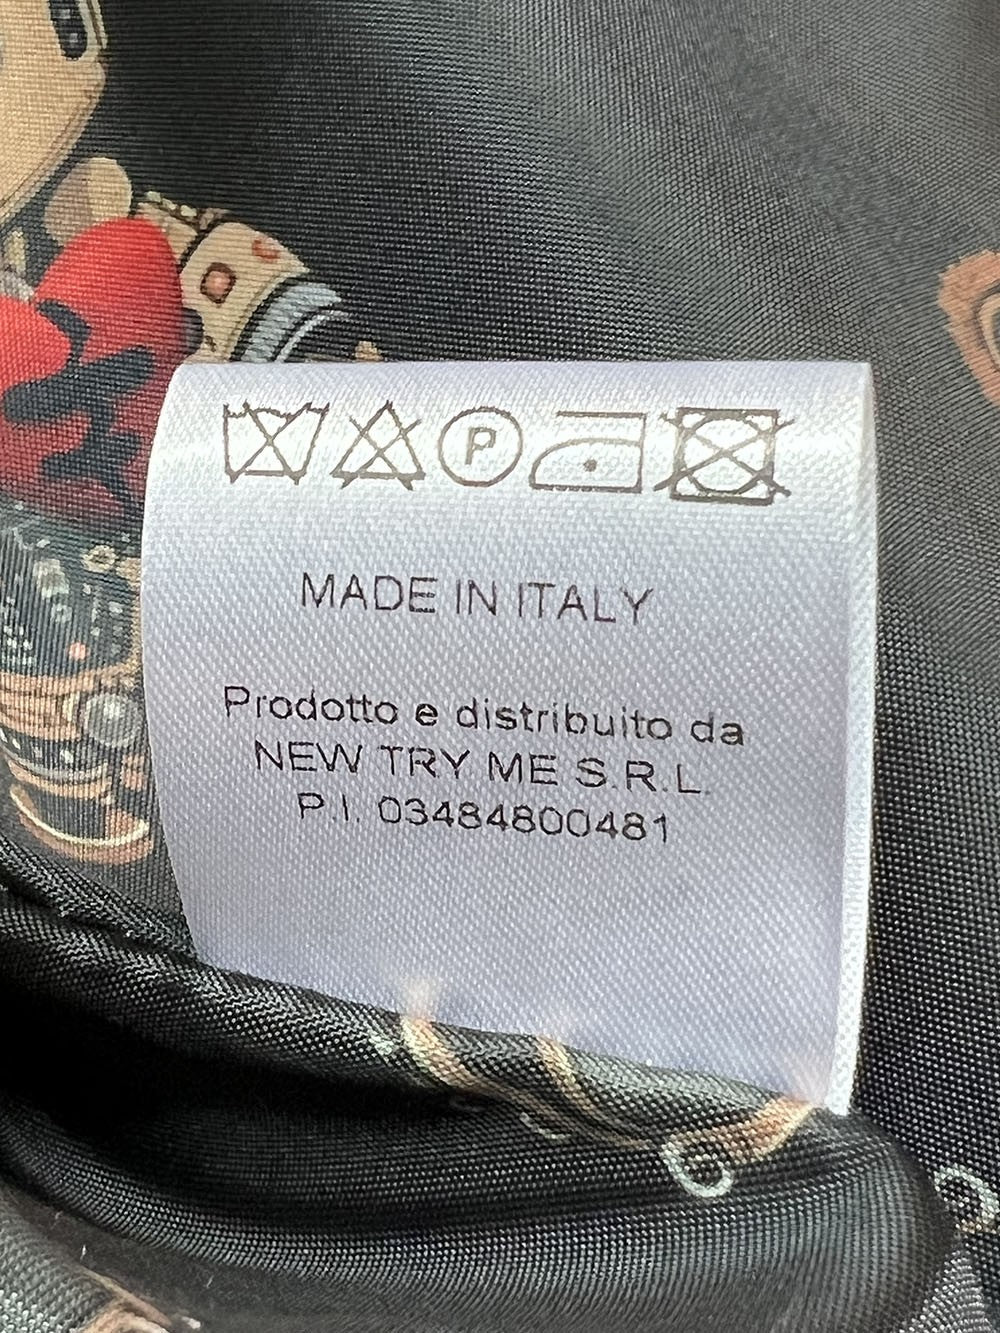 P
MADE IN ITALY
Prodotto e distribuito da
NEW TRY ME S.R.L.
P.I. 03484800481